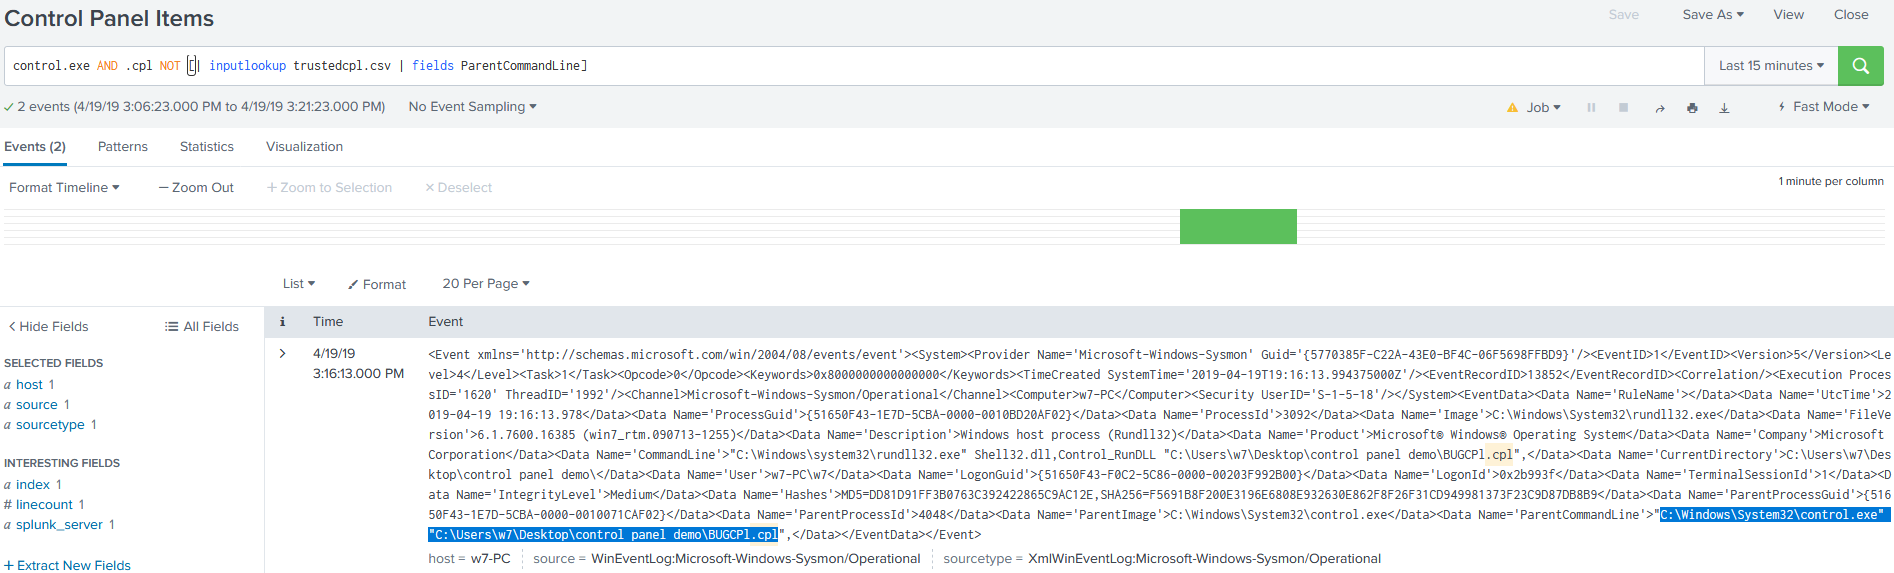 Control Panel Items
Save
Save As
View
Close
control.exe AND .cpl NOT [| inputlookup trustedcpl.csv | fields ParentCommandLine]
Last 15 minutes
2 events (4/19/19 3:06:23.000 PM to 4/19/19 3:21:23.000 PM)
No Event Sampling
Job
Fast Mode
Events (2)
Patterns
Statistics
Visualization
Format Timeline
— Zoom Out
+ Zoom to Selection
× Deselect
1 minute per column
List
Format
20 Per Page
< Hide Fields
All Fields
i
Time
Event
SELECTED FIELDS
a host 1
a source 1
a sourcetype 1
INTERESTING FIELDS
a index 1
# linecount 1
a splunk_server 1
+ Extract New Fields
>
4/19/19
3:16:13.000 PM
<Event xmlns='http://schemas.microsoft.com/win/2004/08/events/event'><System><Provider Name='Microsoft-Windows-Sysmon' Guid='{5770385F-C22A-43E0-BF4C-06F5698FFBD9}'/><EventID>1</EventID><Version>5</Version><Le
vel>4</Level><Task>1</Task><Opcode>0</Opcode><Keywords>0x8000000000000000</Keywords><TimeCreated SystemTime='2019-04-19T19:16:13.994375000Z'/><EventRecordID>13852</EventRecordID><Correlation/><Execution Proces
sID='1620' ThreadID='1992'/><Channel>Microsoft-Windows-Sysmon/Operational</Channel><Computer>w7-PC</Computer><Security UserID='S-1-5-18'/></System><EventData><Data Name='RuleName'></Data><Data Name='UtcTime'>2
019-04-19 19:16:13.978</Data><Data Name='ProcessGuid'>{51650F43-1E7D-5CBA-0000-0010BD20AF02}</Data><Data Name='ProcessId'>3092</Data><Data Name='Image'>C:\Windows\System32\rundll32.exe</Data><Data Name='FileVe
rsion'>6.1.7600.16385 (win7_rtm.090713-1255)</Data><Data Name='Description'>Windows host process (Rundll32)</Data><Data Name='Product'>Microsoft® Windows® Operating System</Data><Data Name='Company'>Microsoft
Corporation</Data><Data Name='CommandLine'>"C:\Windows\system32\rundll32.exe" Shell32.dll,Control_RunDLL "C:\Users\w7\Desktop\control panel demo\BUGCPl.cpl",</Data><Data Name='CurrentDirectory'>C:\Users\w7\Des
ktop\control panel demo\</Data><Data Name='User'>w7-PC\w7</Data><Data Name='LogonGuid'>{51650F43-F0C2-5C86-0000-00203F992B00}</Data><Data Name='LogonId'>0x2b993f</Data><Data Name='TerminalSessionId'>1</Data><D
ata Name='IntegrityLevel'>Medium</Data><Data Name='Hashes'>MD5=DD81D91FF3B0763C392422865C9AC12E,SHA256=F5691B8F200E3196E6808E932630E862F8F26F31CD949981373F23C9D87DB8B9</Data><Data Name='ParentProcessGuid'>{516
50F43-1E7D-5CBA-0000-0010071CAF02}</Data><Data Name='ParentProcessId'>4048</Data><Data Name='ParentImage'>C:\Windows\System32\control.exe</Data><Data Name='ParentCommandLine'>"C:\Windows\System32\control.exe"
"C:\Users\w7\Desktop\control panel demo\BUGCPl.cpl",</Data></EventData></Event>
host = w7-PC
source = WinEventLog:Microsoft-Windows-Sysmon/Operational
sourcetype = XmlWinEventLog:Microsoft-Windows-Sysmon/Operational